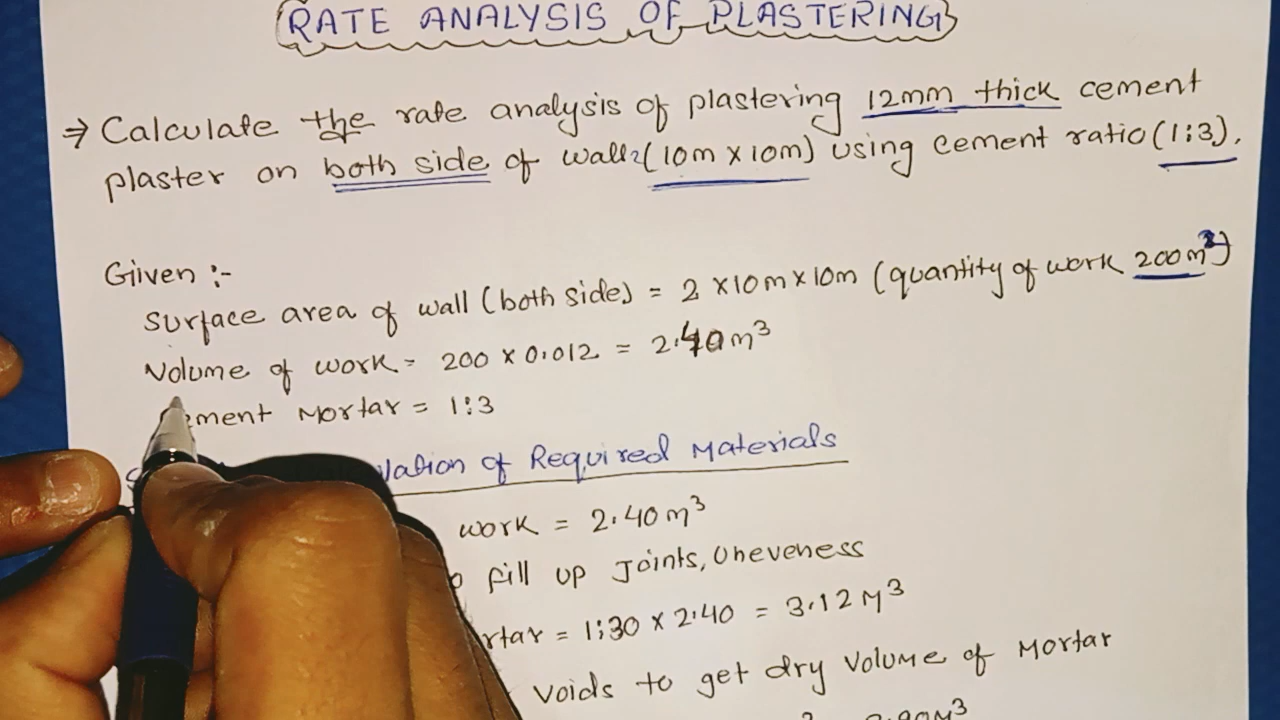 RATE ANALYSIS OF PLASTERING
⇒ Calculate the rate analysis of plastering 12mm thick cement
plaster on both side of wall (10m x 10m) using cement ratio (1:3).
Given :-
Surface area of wall (both side) = 2 x 10m x 10m (quantity of work 200m²)
Volume of work = 200 x 0.012 = 2.40m³
ement Mortar = 1:3
lation of Required Materials
work = 2.40m³
fill up Joints, Uneveness
rtar = 1:30 x 2.40 = 3.12 M³
voids to get dry volume of Mortar